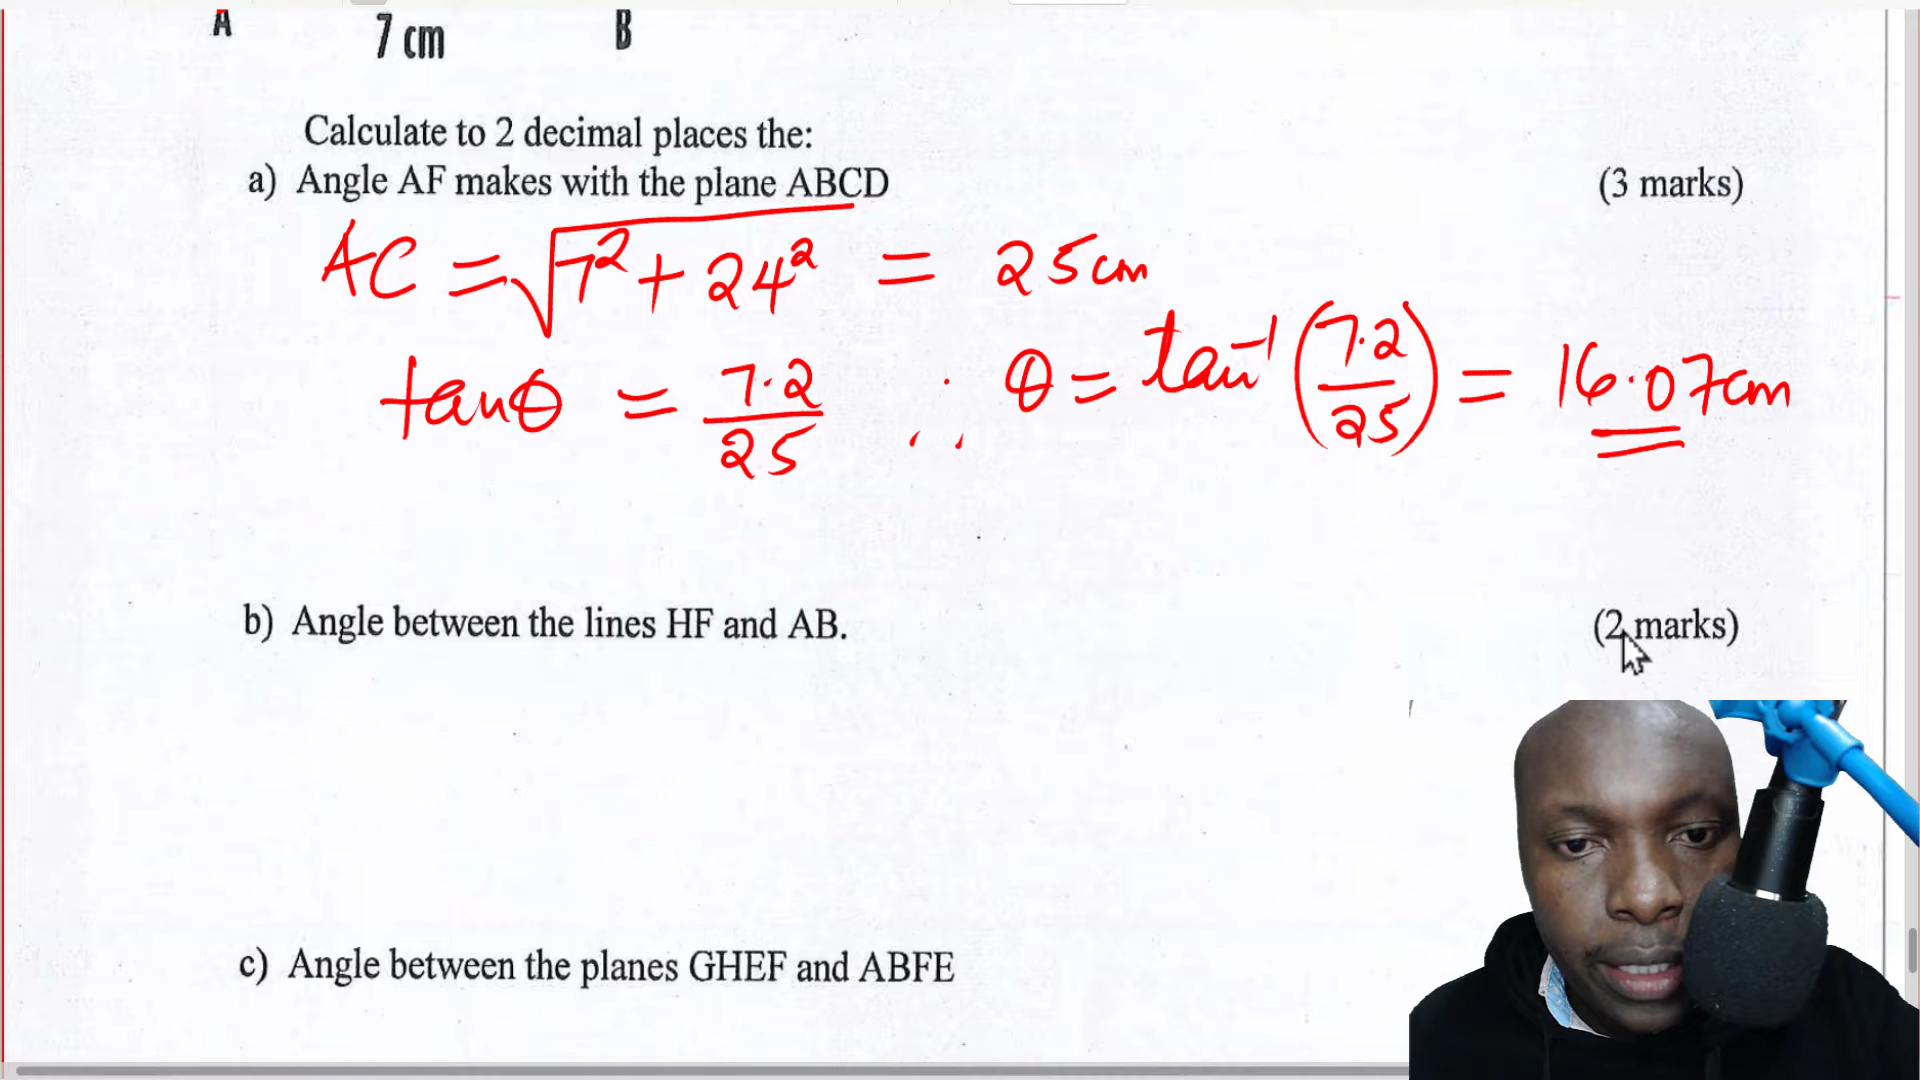 A 7 cm B
Calculate to 2 decimal places the:
a) Angle AF makes with the plane ABCD (3 marks)
AC = √7² + 24² = 25cm
tanθ = 7.2/25 ∴ θ = tan⁻¹(7.2/25) = 16.07cm
b) Angle between the lines HF and AB. (2 marks)
c) Angle between the planes GHEF and ABFE